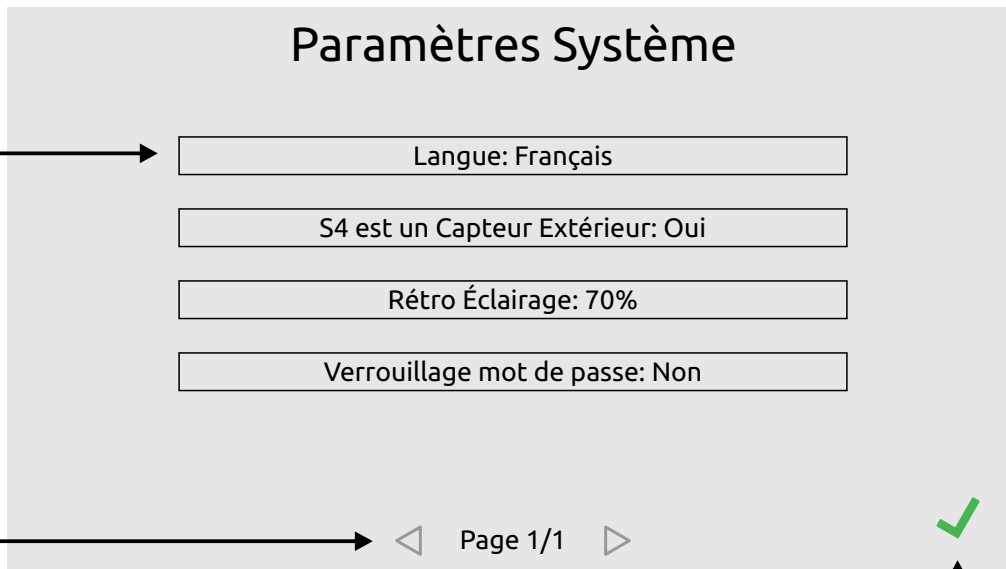 Paramètres Système
Langue: Français
S4 est un Capteur Extérieur: Oui
Rétro Éclairage: 70%
Verrouillage mot de passe: Non
Page 1/1